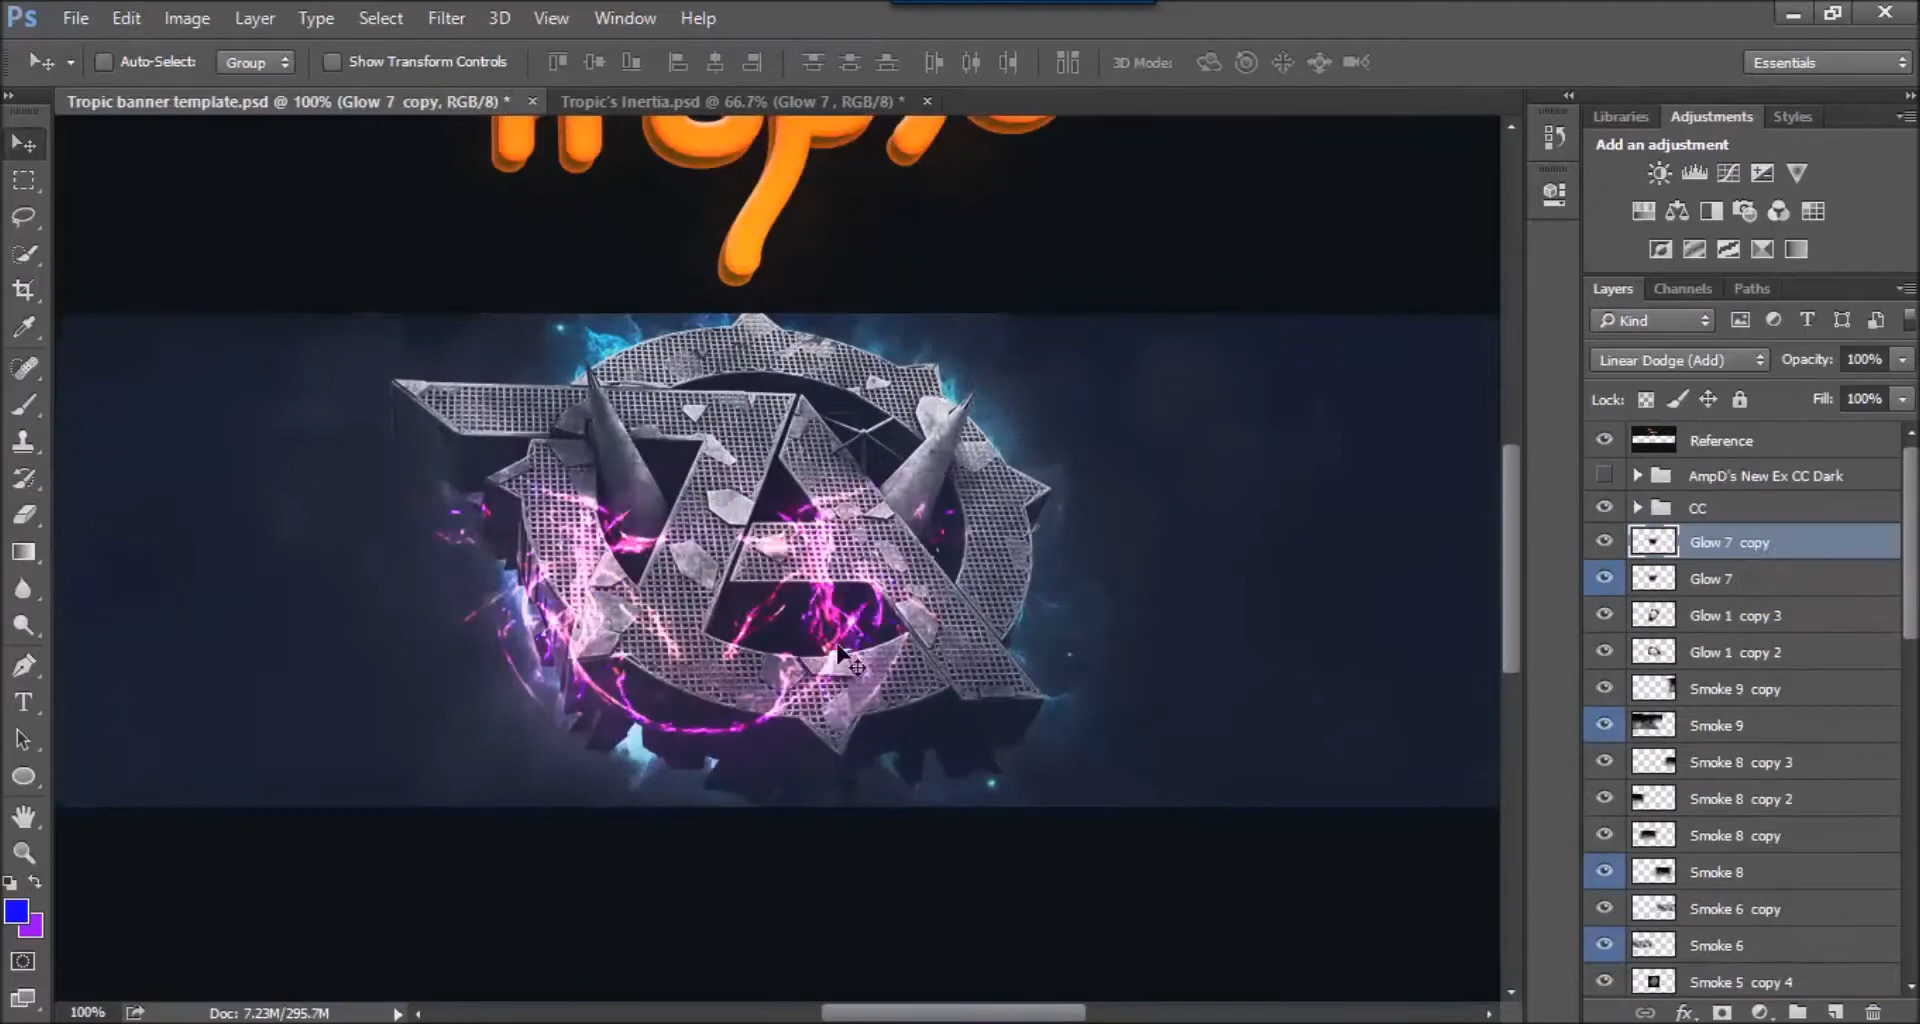 Ps File Edit Image Layer Type Select Filter 3D View Window Help
Auto-Select: Group Show Transform Controls 3D Mode: Essentials
Tropic banner template.psd @ 100% (Glow 7 copy, RGB/8) * × Tropic's Inertia.psd @ 66.7% (Glow 7 , RGB/8) * ×
Libraries Adjustments Styles
Add an adjustment
Layers Channels Paths
Kind
Linear Dodge (Add) Opacity: 100%
Lock: Fill: 100%
Reference
AmpD's New Ex CC Dark
CC
Glow 7 copy
Glow 7
Glow 1 copy 3
Glow 1 copy 2
Smoke 9 copy
Smoke 9
Smoke 8 copy 3
Smoke 8 copy 2
Smoke 8 copy
Smoke 8
Smoke 6 copy
Smoke 6
Smoke 5 copy 4
100% Doc: 7.23M/295.7M